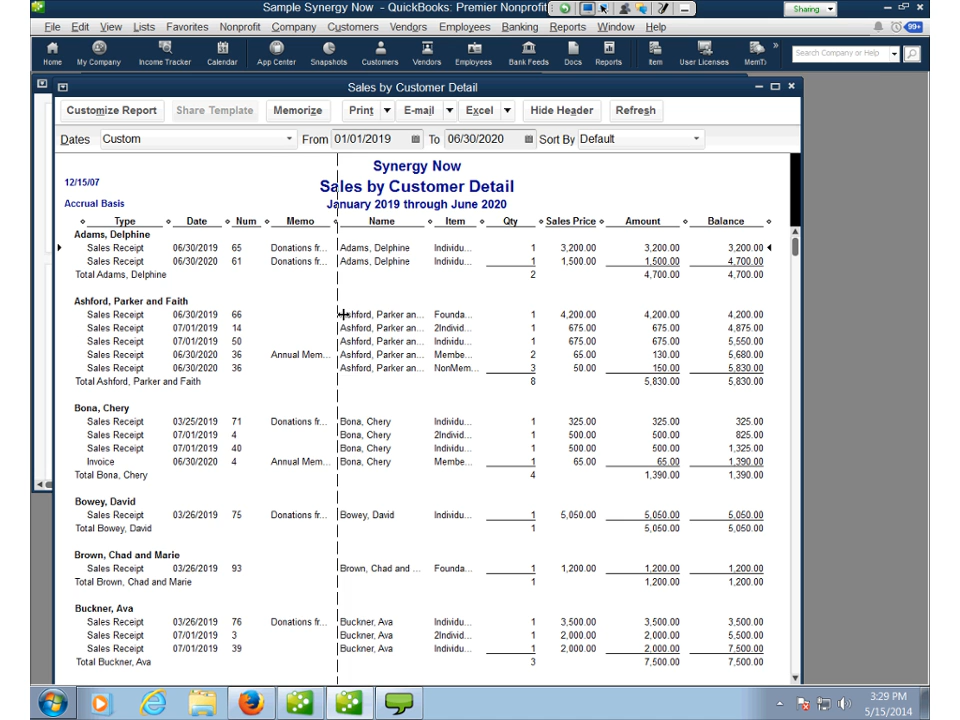 Sample Synergy Now - QuickBooks: Premier Nonprofit
Sharing
File Edit View Lists Favorites Nonprofit Company Customers Vendors Employees Banking Reports Window Help
99+
Home My Company Income Tracker Calendar App Center Snapshots Customers Vendors Employees Bank Feeds Docs Reports Item User Licenses MemTi
» Search Company or Help
Sales by Customer Detail
Customize Report Share Template Memorize Print E-mail Excel Hide Header Refresh
Dates Custom From 01/01/2019 To 06/30/2020 Sort By Default
Synergy Now
12/15/07 Sales by Customer Detail
Accrual Basis January 2019 through June 2020
Type Date Num Memo Name Item Qty Sales Price Amount Balance
Adams, Delphine
Sales Receipt 06/30/2019 65 Donations fr... Adams, Delphine Individu... 1 3,200.00 3,200.00 3,200.00
Sales Receipt 06/30/2020 61 Donations fr... Adams, Delphine Individu... 1 1,500.00 1,500.00 4,700.00
Total Adams, Delphine 2 4,700.00 4,700.00
Ashford, Parker and Faith
Sales Receipt 06/30/2019 66 Ashford, Parker an... Founda... 1 4,200.00 4,200.00 4,200.00
Sales Receipt 07/01/2019 14 Ashford, Parker an... 2Individ... 1 675.00 675.00 4,875.00
Sales Receipt 07/01/2019 50 Ashford, Parker an... Individu... 1 675.00 675.00 5,550.00
Sales Receipt 06/30/2020 36 Annual Mem... Ashford, Parker an... Membe... 2 65.00 130.00 5,680.00
Sales Receipt 06/30/2020 36 Ashford, Parker an... NonMem... 3 50.00 150.00 5,830.00
Total Ashford, Parker and Faith 8 5,830.00 5,830.00
Bona, Chery
Sales Receipt 03/25/2019 71 Donations fr... Bona, Chery Individu... 1 325.00 325.00 325.00
Sales Receipt 07/01/2019 4 Bona, Chery 2Individ... 1 500.00 500.00 825.00
Sales Receipt 07/01/2019 40 Bona, Chery Individu... 1 500.00 500.00 1,325.00
Invoice 06/30/2020 4 Annual Mem... Bona, Chery Membe... 1 65.00 65.00 1,390.00
Total Bona, Chery 4 1,390.00 1,390.00
Bowey, David
Sales Receipt 03/26/2019 75 Donations fr... Bowey, David Individu... 1 5,050.00 5,050.00 5,050.00
Total Bowey, David 1 5,050.00 5,050.00
Brown, Chad and Marie
Sales Receipt 03/26/2019 93 Brown, Chad and ... Founda... 1 1,200.00 1,200.00 1,200.00
Total Brown, Chad and Marie 1 1,200.00 1,200.00
Buckner, Ava
Sales Receipt 03/26/2019 76 Donations fr... Buckner, Ava Individu... 1 3,500.00 3,500.00 3,500.00
Sales Receipt 07/01/2019 3 Buckner, Ava 2Individ... 1 2,000.00 2,000.00 5,500.00
Sales Receipt 07/01/2019 39 Buckner, Ava Individu... 1 2,000.00 2,000.00 7,500.00
Total Buckner, Ava 3 7,500.00 7,500.00
3:29 PM
5/15/2014